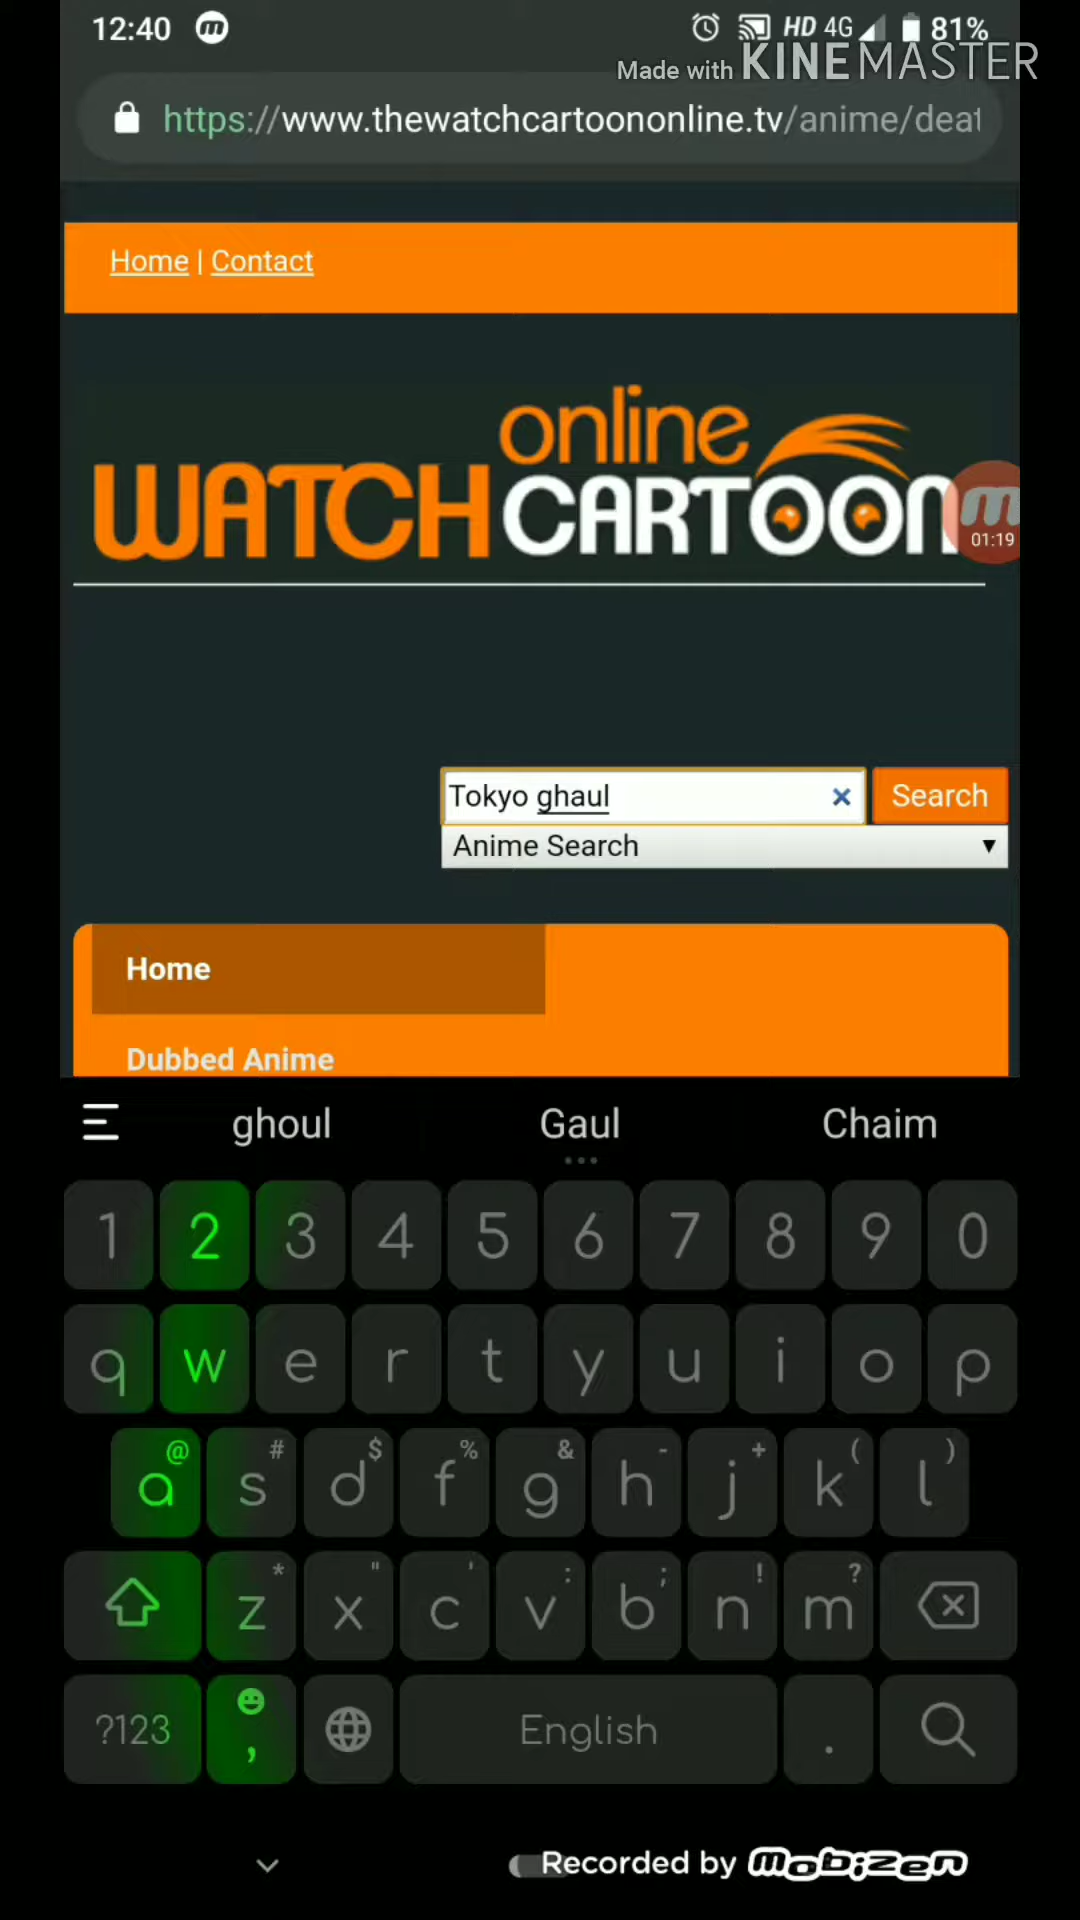 12:40 m HD 4G 81%
Made with KINEMASTER
https://www.thewatchcartoononline.tv/anime/deat
Home | Contact
online
WATCH CARTOON
m
01:19
Tokyo ghaul × Search
Anime Search ▼
Home
Dubbed Anime
ghoul Gaul Chaim
1 2 3 4 5 6 7 8 9 0
q w e r t y u i o p
@ # $ % & - + ( )
a s d f g h j k l
* " ' : ; ! ?
z x c v b n m
?123 , English .
Recorded by mobizen